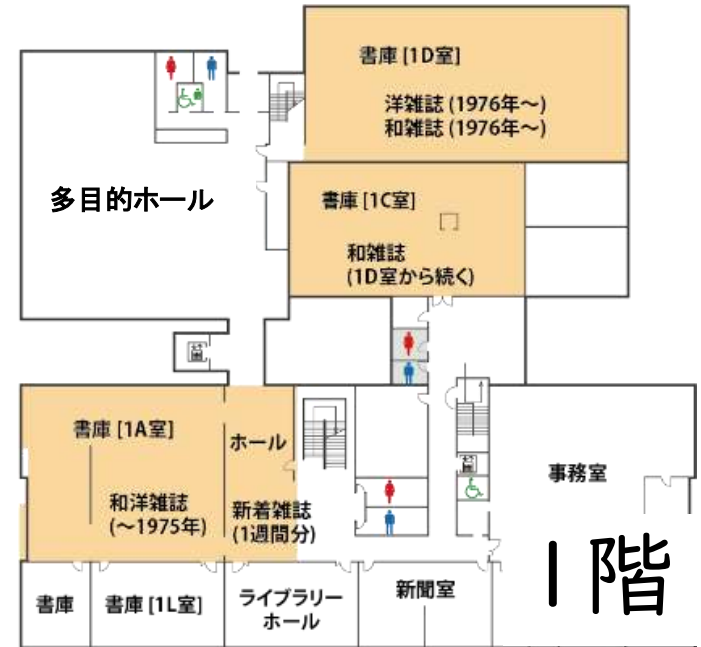 書庫 [1D室]
洋雑誌 (1976年～)
和雑誌 (1976年～)
多目的ホール
書庫 [1C室]
和雑誌
(1D室から続く)
書庫 [1A室]
ホール
和洋雑誌
(～1975年)
新着雑誌
(1週間分)
事務室
1階
書庫
書庫 [1L室]
ライブラリー
ホール
新聞室